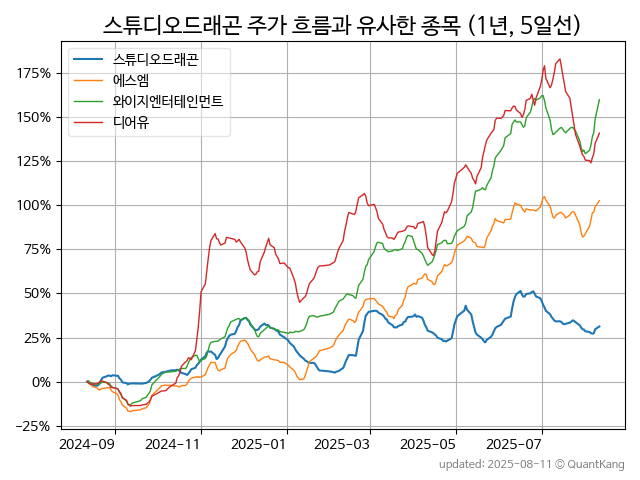 스튜디오드래곤 주가 흐름과 유사한 종목 (1년, 5일선)
스튜디오드래곤
에스엠
와이지엔터테인먼트
디어유
175%
150%
125%
100%
75%
50%
25%
0%
−25%
2024-09 2024-11 2025-01 2025-03 2025-05 2025-07
updated: 2025-08-11 © QuantKang